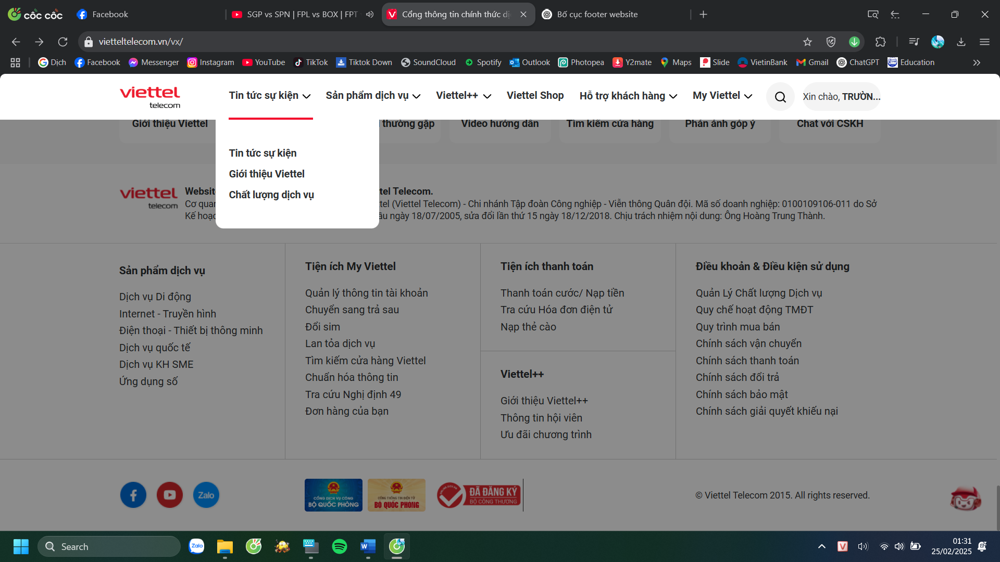 cốc cốc
Facebook
SGP vs SPN | FPL vs BOX | FPT
Cổng thông tin chính thức dị
Bố cục footer website
vietteltelecom.vn/vx/
Dịch
Facebook
Messenger
Instagram
YouTube
TikTok
Tiktok Down
SoundCloud
Spotify
Outlook
Photopea
Y2mate
Maps
Slide
VietinBank
Gmail
ChatGPT
Education
viettel
telecom
Tin tức sự kiện
Sản phẩm dịch vụ
Viettel++
Viettel Shop
Hỗ trợ khách hàng
My Viettel
Xin chào, TRƯỜN...
Giới thiệu Viettel
thường gặp
Video hướng dẫn
Tìm kiếm cửa hàng
Phản ánh góp ý
Chat với CSKH
Tin tức sự kiện
Giới thiệu Viettel
Chất lượng dịch vụ
viettel
telecom
Websit
tel Telecom.
Cơ quan
tel (Viettel Telecom) - Chi nhánh Tập đoàn Công nghiệp - Viễn thông Quân đội. Mã số doanh nghiệp: 0100109106-011 do Sở
Kế hoạc
ầu ngày 18/07/2005, sửa đổi lần thứ 15 ngày 18/12/2018. Chịu trách nhiệm nội dung: Ông Hoàng Trung Thành.
Sản phẩm dịch vụ
Dịch vụ Di động
Internet - Truyền hình
Điện thoại - Thiết bị thông minh
Dịch vụ quốc tế
Dịch vụ KH SME
Ứng dụng số
Tiện ích My Viettel
Quản lý thông tin tài khoản
Chuyển sang trả sau
Đổi sim
Lan tỏa dịch vụ
Tìm kiếm cửa hàng Viettel
Chuẩn hóa thông tin
Tra cứu Nghị định 49
Đơn hàng của bạn
Tiện ích thanh toán
Thanh toán cước/ Nạp tiền
Tra cứu Hóa đơn điện tử
Nạp thẻ cào
Viettel++
Giới thiệu Viettel++
Thông tin hội viên
Ưu đãi chương trình
Điều khoản & Điều kiện sử dụng
Quản Lý Chất lượng Dịch vụ
Quy chế hoạt động TMĐT
Quy trình mua bán
Chính sách vận chuyển
Chính sách thanh toán
Chính sách đổi trả
Chính sách bảo mật
Chính sách giải quyết khiếu nại
Zalo
CỔNG DỊCH VỤ CÔNG
BỘ QUỐC PHÒNG
CỔNG THÔNG TIN ĐIỆN TỬ
BỘ QUỐC PHÒNG
ONLINE.GOV.VN
ĐÃ ĐĂNG KÝ
BỘ CÔNG THƯƠNG
© Viettel Telecom 2015. All rights reserved.
Search
Zalo
01:31
25/02/2025